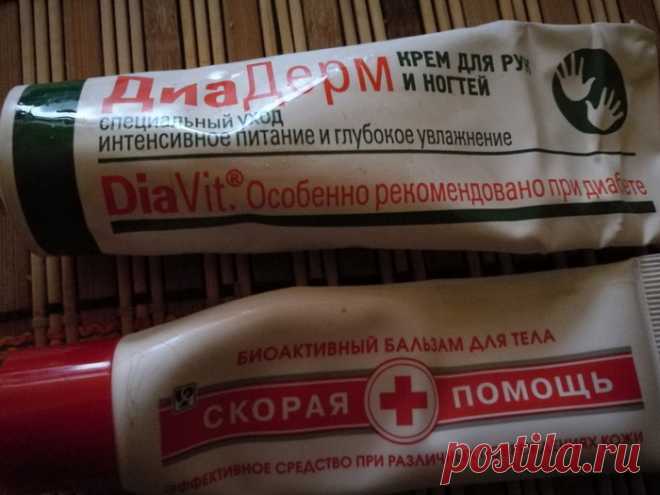 ДиаДерм
КРЕМ ДЛЯ РУК
И НОГТЕЙ
специальный уход
интенсивное питание и глубокое увлажнение
DiaVit.® Особенно рекомендовано при диабете
БИОАКТИВНЫЙ БАЛЬЗАМ ДЛЯ ТЕЛА
СКОРАЯ ПОМОЩЬ
ЭФФЕКТИВНОЕ СРЕДСТВО ПРИ КОЖИ
postila.ru